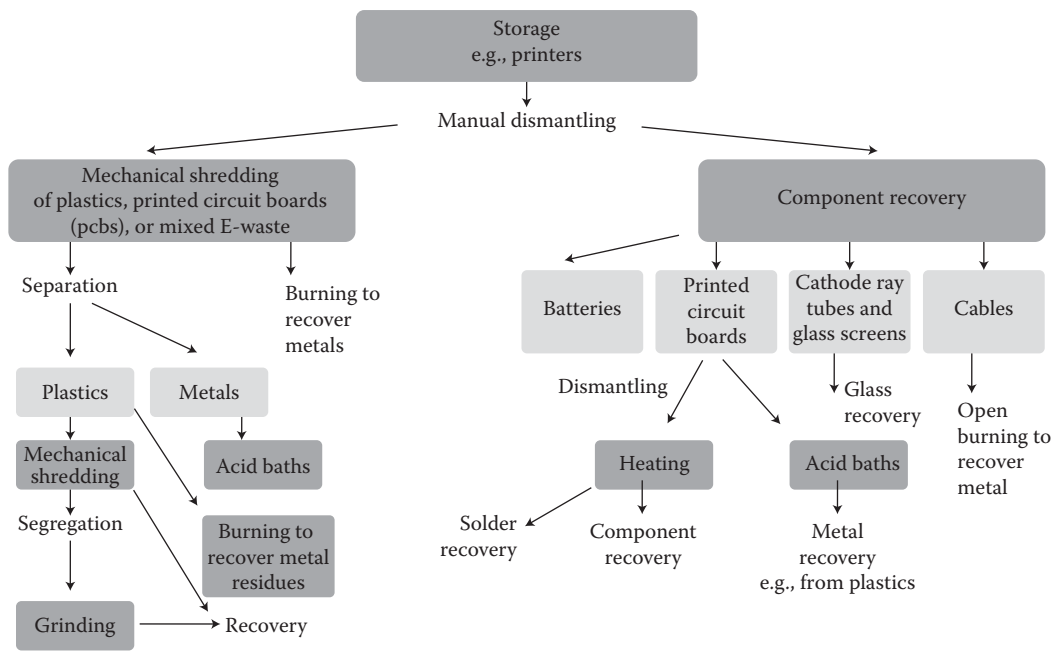 Storage
e.g., printers
Manual dismantling
Mechanical shredding
of plastics, printed circuit boards
(pcbs), or mixed E-waste
Component recovery
Separation
Burning to
recover
metals
Batteries
Printed
circuit
boards
Cathode ray
tubes and
glass screens
Cables
Plastics
Metals
Dismantling
Glass
recovery
Open
burning to
recover
metal
Mechanical
shredding
Acid baths
Heating
Acid baths
Segregation
Burning to
recover metal
residues
Solder
recovery
Component
recovery
Metal
recovery
e.g., from plastics
Grinding
Recovery